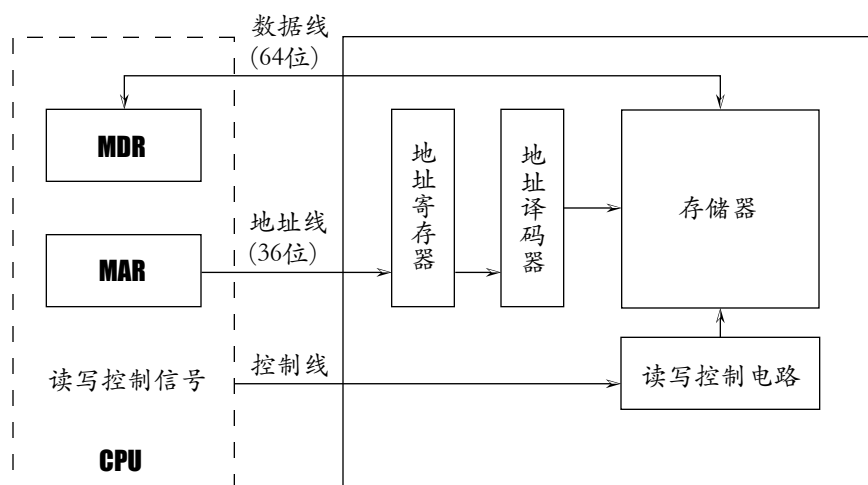 数据线
(64位)
MDR
地址寄存器
地址译码器
存储器
地址线
(36位)
MAR
控制线
读写控制信号
读写控制电路
CPU